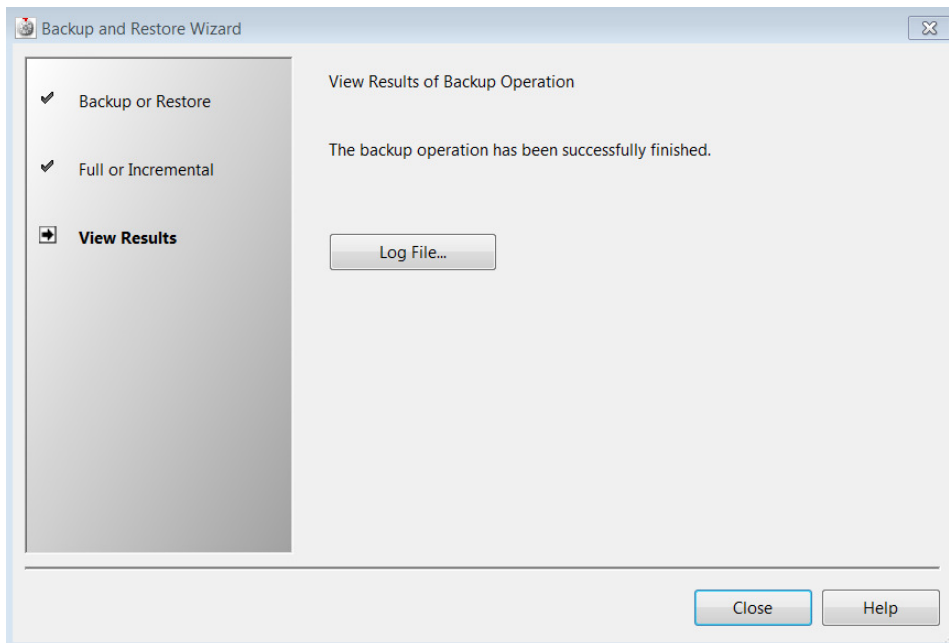 Backup and Restore Wizard
Backup or Restore
Full or Incremental
View Results
View Results of Backup Operation
The backup operation has been successfully finished.
Log File...
Close
Help